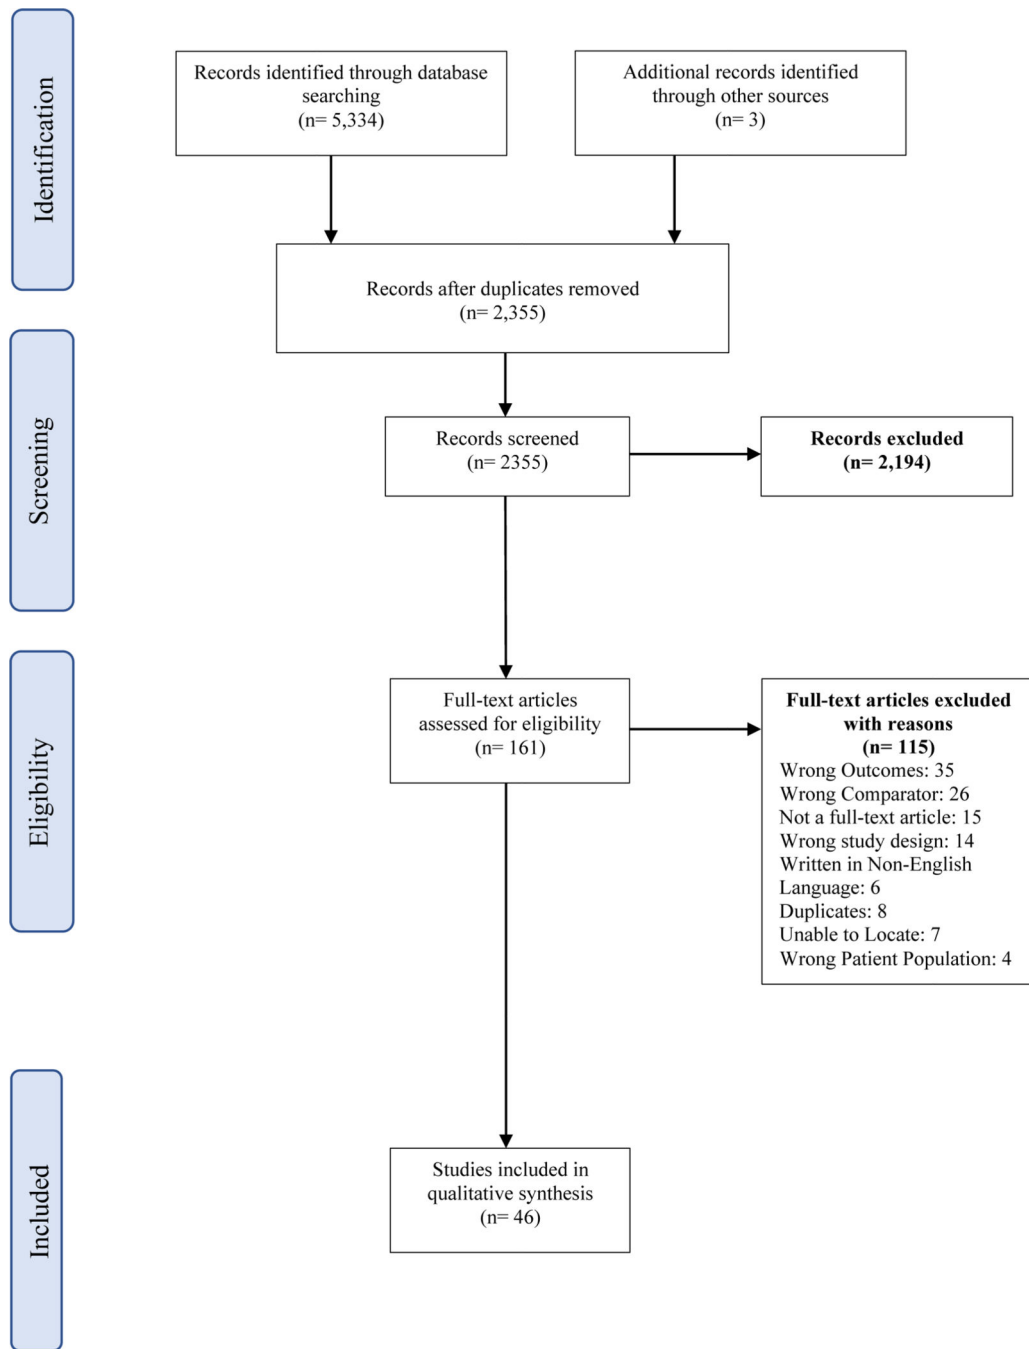 Identification
Records identified through database
searching
(n= 5,334)
Additional records identified
through other sources
(n= 3)
Records after duplicates removed
(n= 2,355)
Screening
Records screened
(n= 2355)
Records excluded
(n= 2,194)
Eligibility
Full-text articles
assessed for eligibility
(n= 161)
Full-text articles excluded
with reasons
(n= 115)
Wrong Outcomes: 35
Wrong Comparator: 26
Not a full-text article: 15
Wrong study design: 14
Written in Non-English
Language: 6
Duplicates: 8
Unable to Locate: 7
Wrong Patient Population: 4
Included
Studies included in
qualitative synthesis
(n= 46)